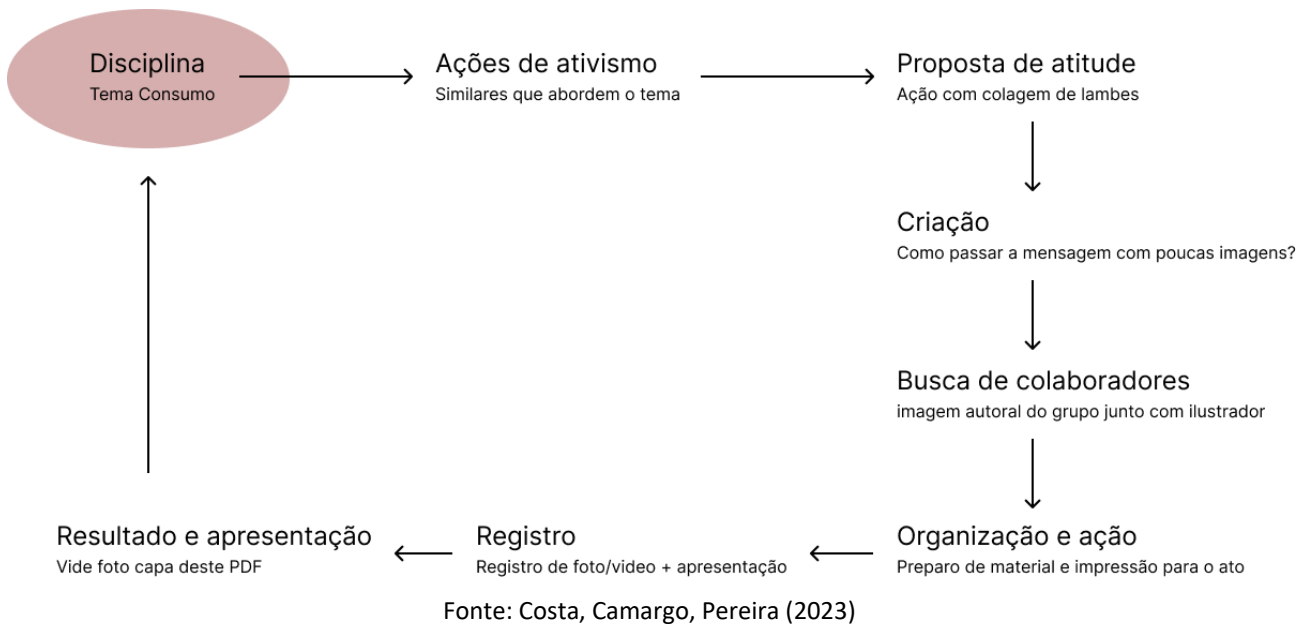 Disciplina
Tema Consumo
Ações de ativismo
Similares que abordem o tema
Proposta de atitude
Ação com colagem de lambes
Criação
Como passar a mensagem com poucas imagens?
Busca de colaboradores
imagem autoral do grupo junto com ilustrador
Organização e ação
Preparo de material e impressão para o ato
Registro
Registro de foto/video + apresentação
Resultado e apresentação
Vide foto capa deste PDF
Fonte: Costa, Camargo, Pereira (2023)